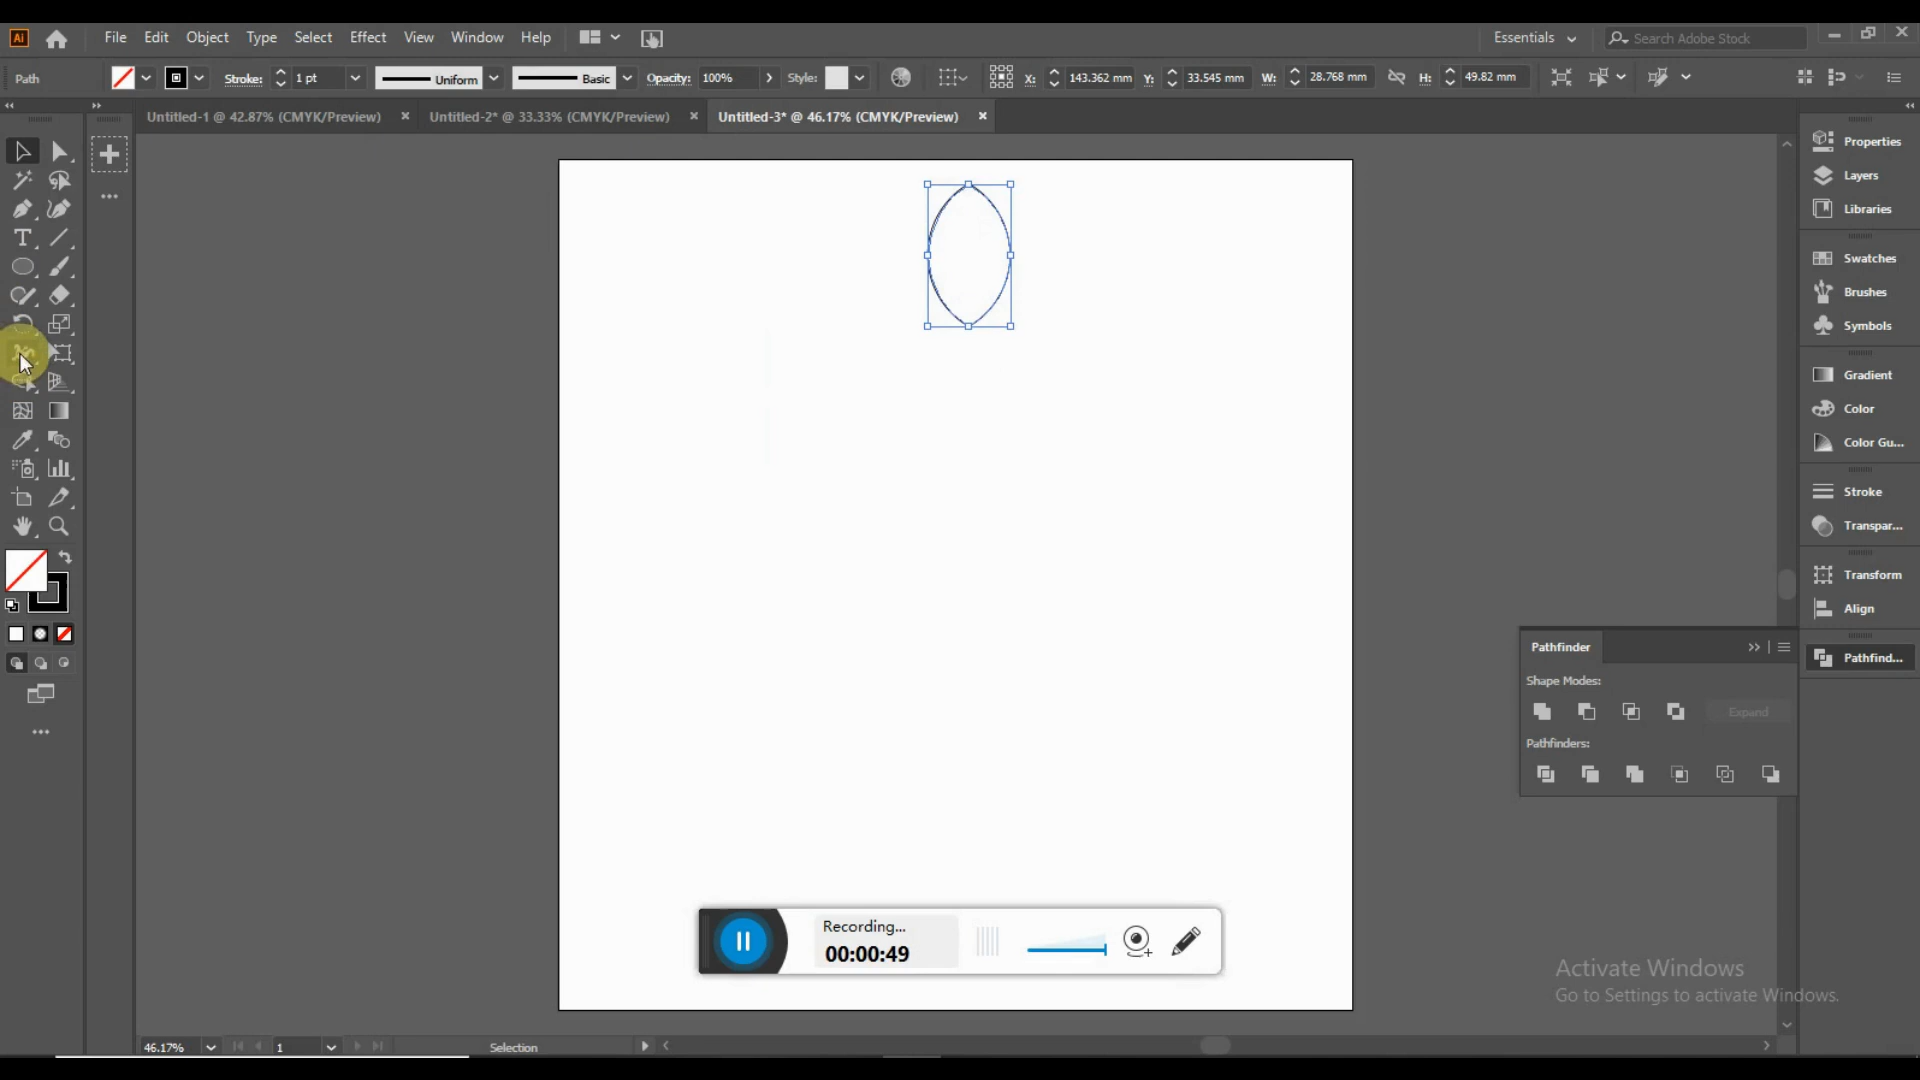 Ai File Edit Object Type Select Effect View Window Help Essentials Search Adobe Stock
Path Stroke: 1 pt Uniform Basic Opacity: 100% Style: X: 143.362 mm Y: 33.545 mm W: 28.768 mm H: 49.82 mm
Untitled-1 @ 42.87% (CMYK/Preview) × Untitled-2* @ 33.33% (CMYK/Preview) × Untitled-3* @ 46.17% (CMYK/Preview) ×
Properties
Layers
Libraries
Swatches
Brushes
Symbols
Gradient
Color
Color Gu...
Stroke
Transpar...
Transform
Align
Pathfind...
Pathfinder
Shape Modes:
Expand
Pathfinders:
Recording...
00:00:49
Activate Windows
Go to Settings to activate Windows.
46.17% 1 Selection